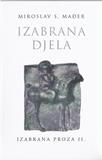 MIROSLAV S. MAĐER
IZABRANA
DJELA
IZABRANA PROZA II.